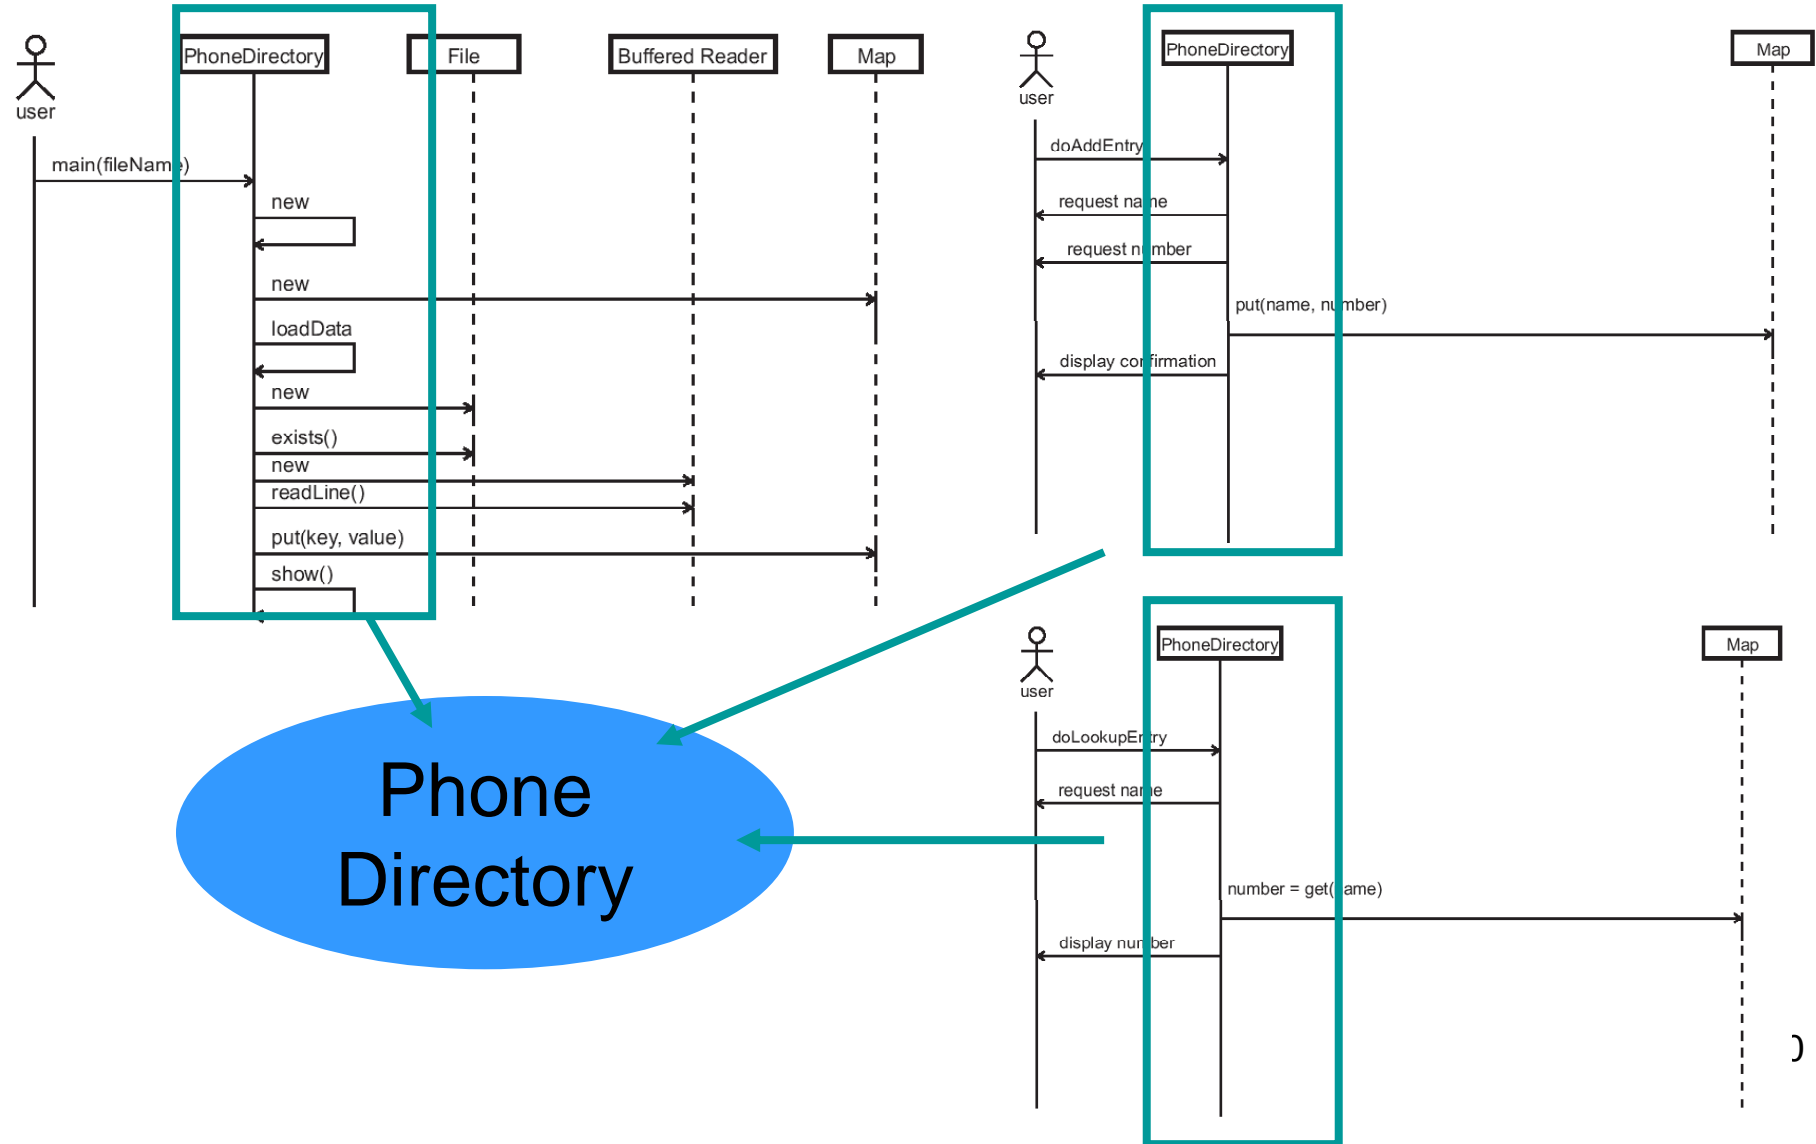 PhoneDirectory
File
Buffered Reader
Map
user
main(fileName)
new
new
loadData
new
exists()
new
readLine()
put(key, value)
show()
PhoneDirectory
Map
user
doAddEntry
request name
request number
put(name, number)
display confirmation
PhoneDirectory
Map
user
doLookupEntry
request name
number = get(name)
display number
Phone
Directory